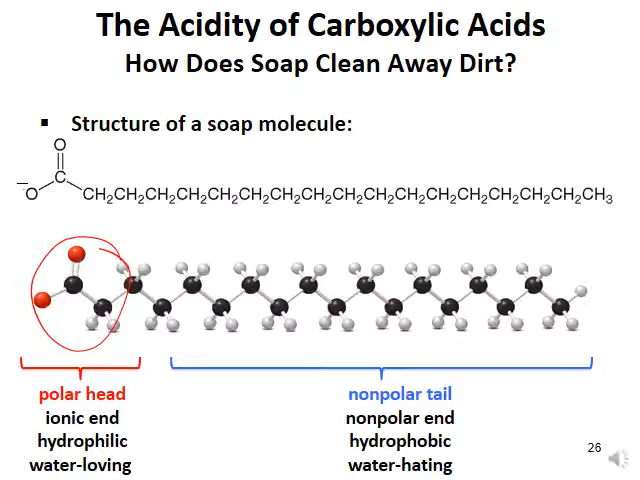 The Acidity of Carboxylic Acids
How Does Soap Clean Away Dirt?
▪ Structure of a soap molecule:
O
C
⁻O
CH₂CH₂CH₂CH₂CH₂CH₂CH₂CH₂CH₂CH₂CH₂CH₂CH₂CH₂CH₂CH₂CH₃
polar head
ionic end
hydrophilic
water-loving
nonpolar tail
nonpolar end
hydrophobic
water-hating
26